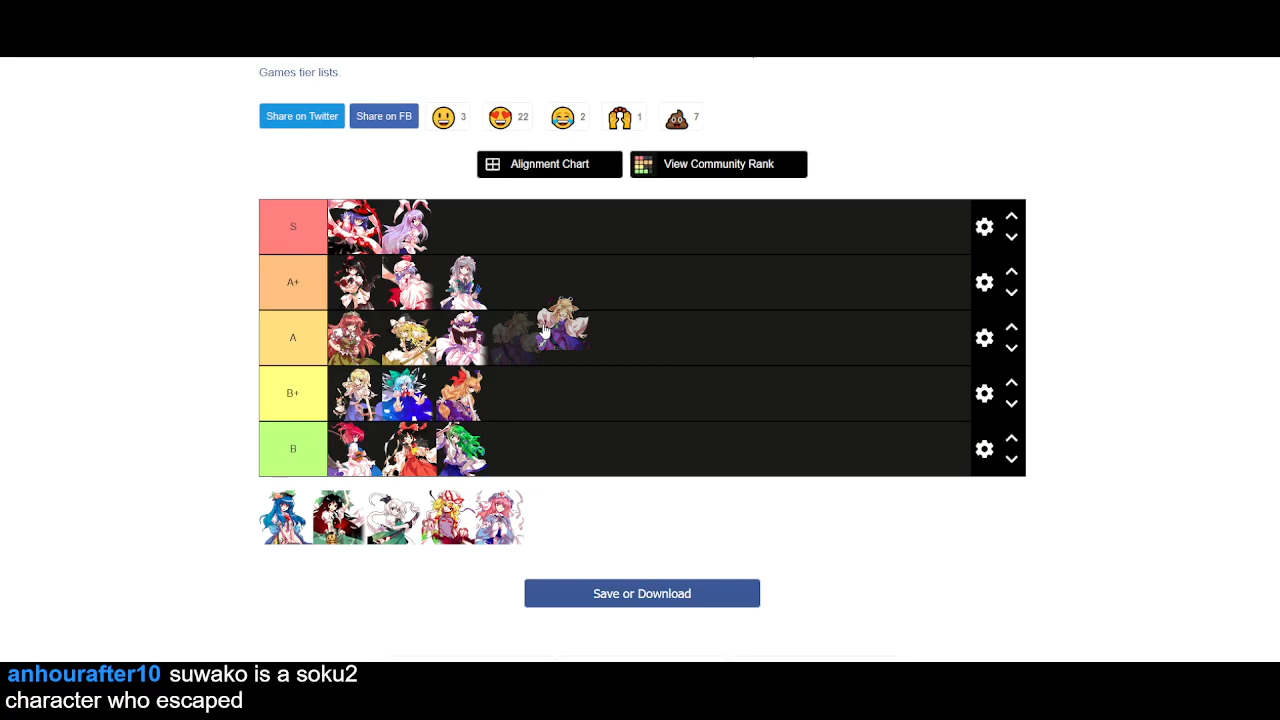 Games tier lists.
Share on Twitter Share on FB 3 22 2 1 7
Alignment Chart View Community Rank
S
A+
A
B+
B
Save or Download
anhourafter10 suwako is a soku2
character who escaped